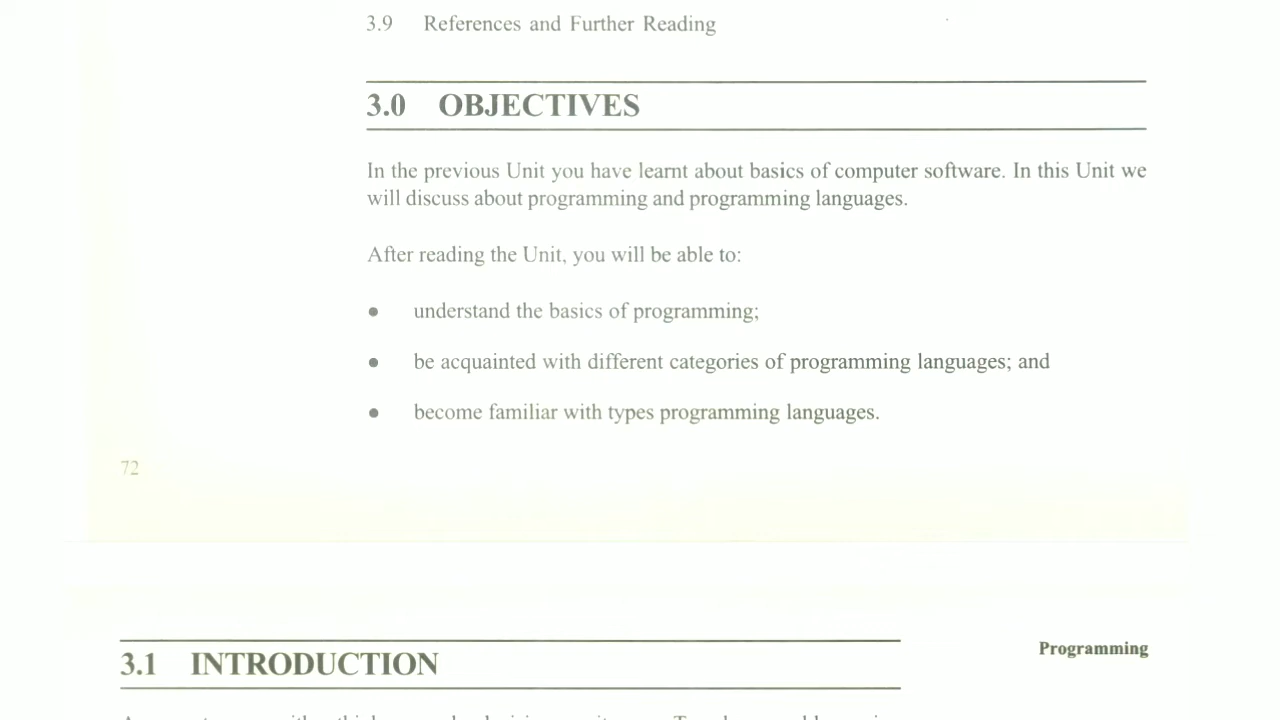 3.9 References and Further Reading
3.0 OBJECTIVES
In the previous Unit you have learnt about basics of computer software. In this Unit we
will discuss about programming and programming languages.
After reading the Unit, you will be able to:
● understand the basics of programming;
● be acquainted with different categories of programming languages; and
● become familiar with types programming languages.
72
Programming
3.1 INTRODUCTION